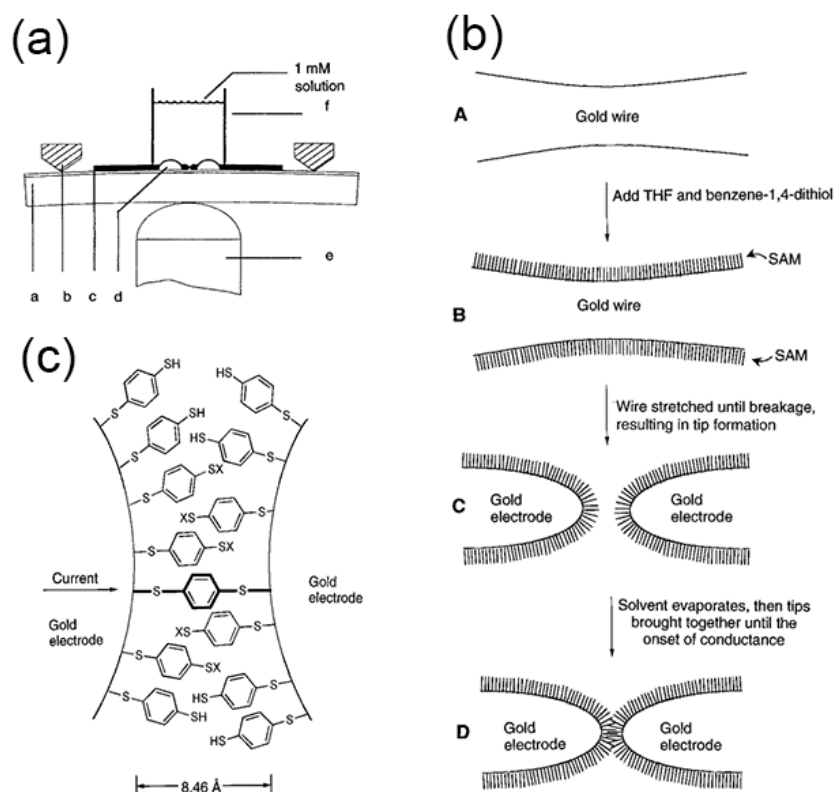 (a)
1 mM
solution
f
a
b
c
d
e
(b)
A
Gold wire
Add THF and benzene-1,4-dithiol
SAM
B
Gold wire
SAM
Wire stretched until breakage,
resulting in tip formation
C
Gold
electrode
Gold
electrode
Solvent evaporates, then tips
brought together until the
onset of conductance
D
Gold
electrode
Gold
electrode
(c)
SH
HS
S
S
SH
HS
S
S
SX
S
XS
S
S
SX
Current
S
S
Gold
electrode
Gold
electrode
XS
S
S
SX
S
HS
S
SH
HS
S
8.46 Å